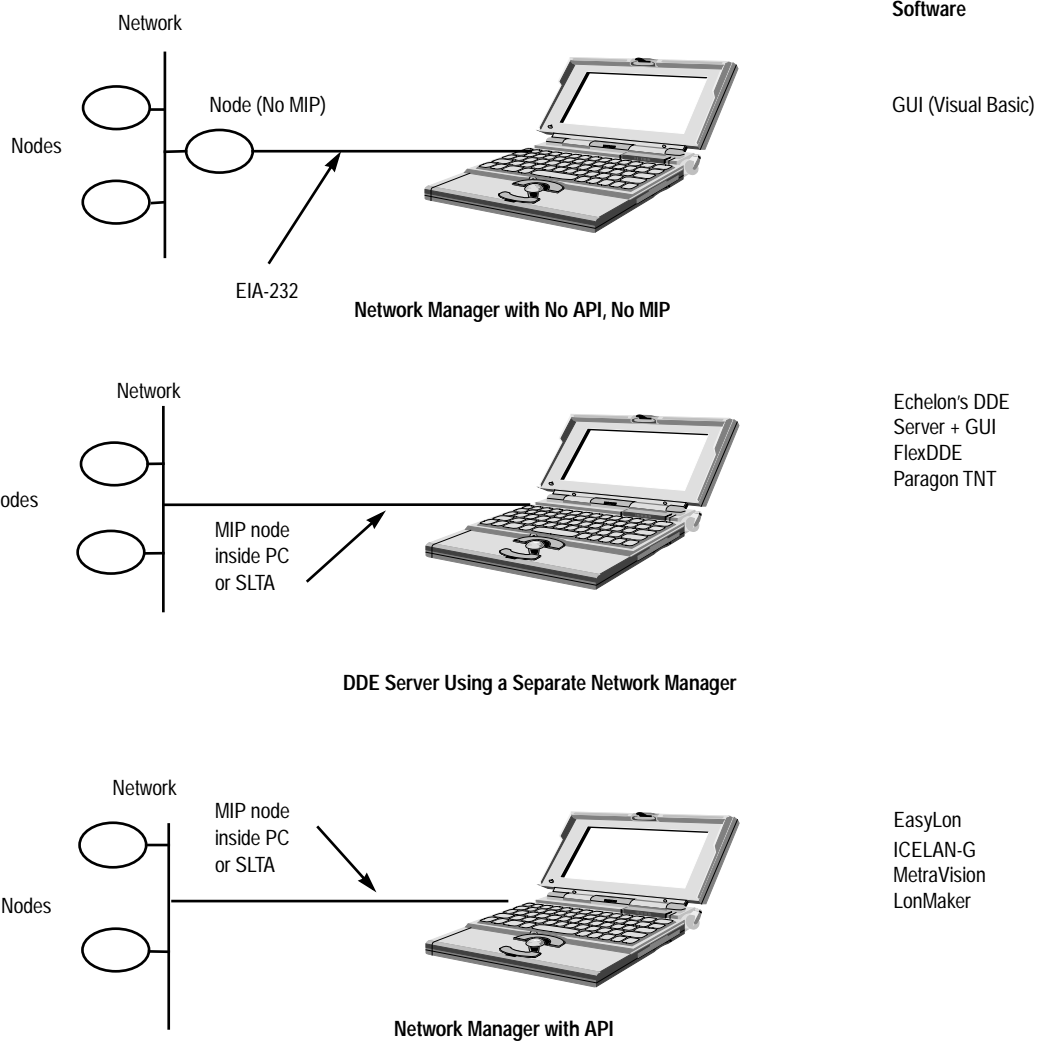 Software
Network
Node (No MIP)
GUI (Visual Basic)
Nodes
EIA-232
Network Manager with No API, No MIP
Network
Echelon's DDE
Server + GUI
FlexDDE
Paragon TNT
odes
MIP node
inside PC
or SLTA
DDE Server Using a Separate Network Manager
Network
MIP node
inside PC
or SLTA
EasyLon
ICELAN-G
MetraVision
LonMaker
Nodes
Network Manager with API